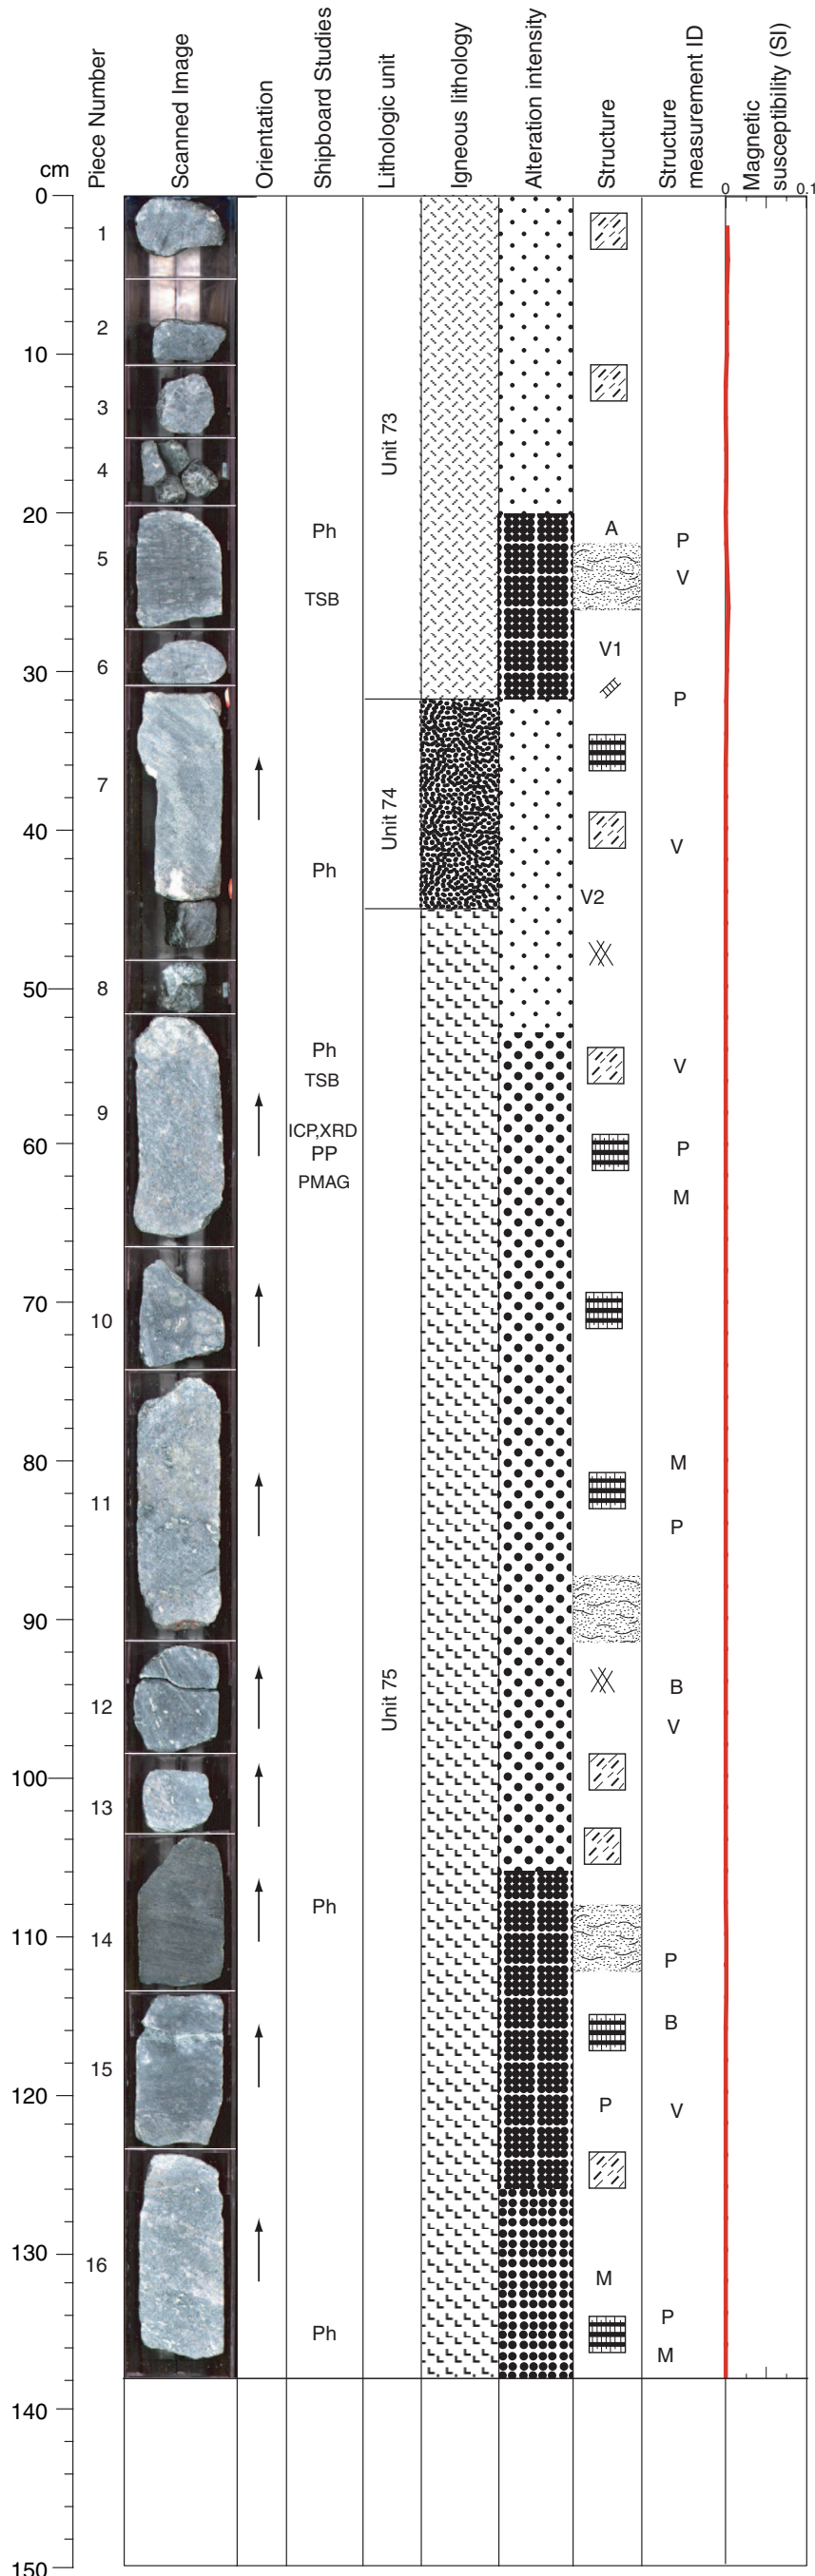 cm
Piece Number
Scanned Image
Orientation
Shipboard Studies
Lithologic unit
Igneous lithology
Alteration intensity
Structure
Structure
measurement ID
Magnetic
susceptibility (SI)
0
0.1
0
1
2
10
3
Unit 73
4
20
Ph
A
P
5
V
TSB
V1
6
30
P
7
Unit 74
40
V
Ph
V2
50
8
Ph
V
TSB
9
ICP,XRD
60
PP
P
PMAG
M
70
10
80
M
11
P
90
Unit 75
B
12
V
100
13
Ph
110
14
P
B
15
120
P
V
130
16
M
P
Ph
M
140
150